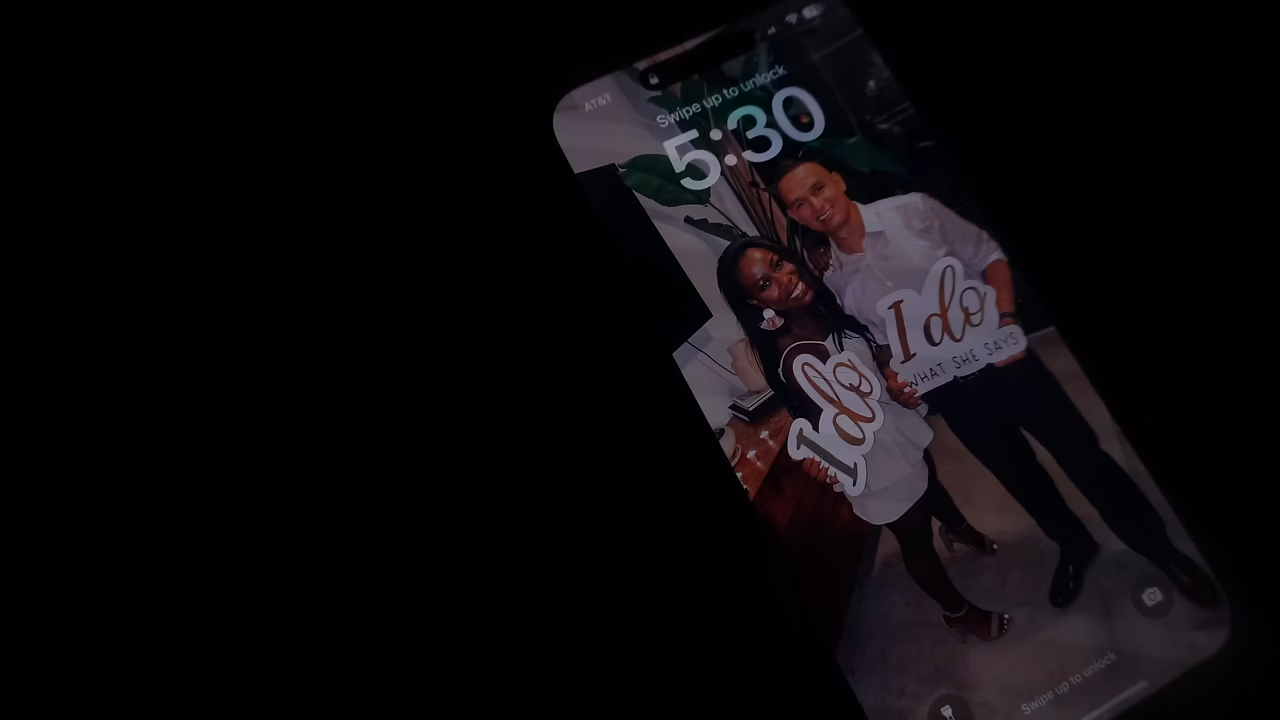 AT&T
Swipe up to unlock
5:30
I do
WHAT SHE SAYS
I do
Swipe up to unlock